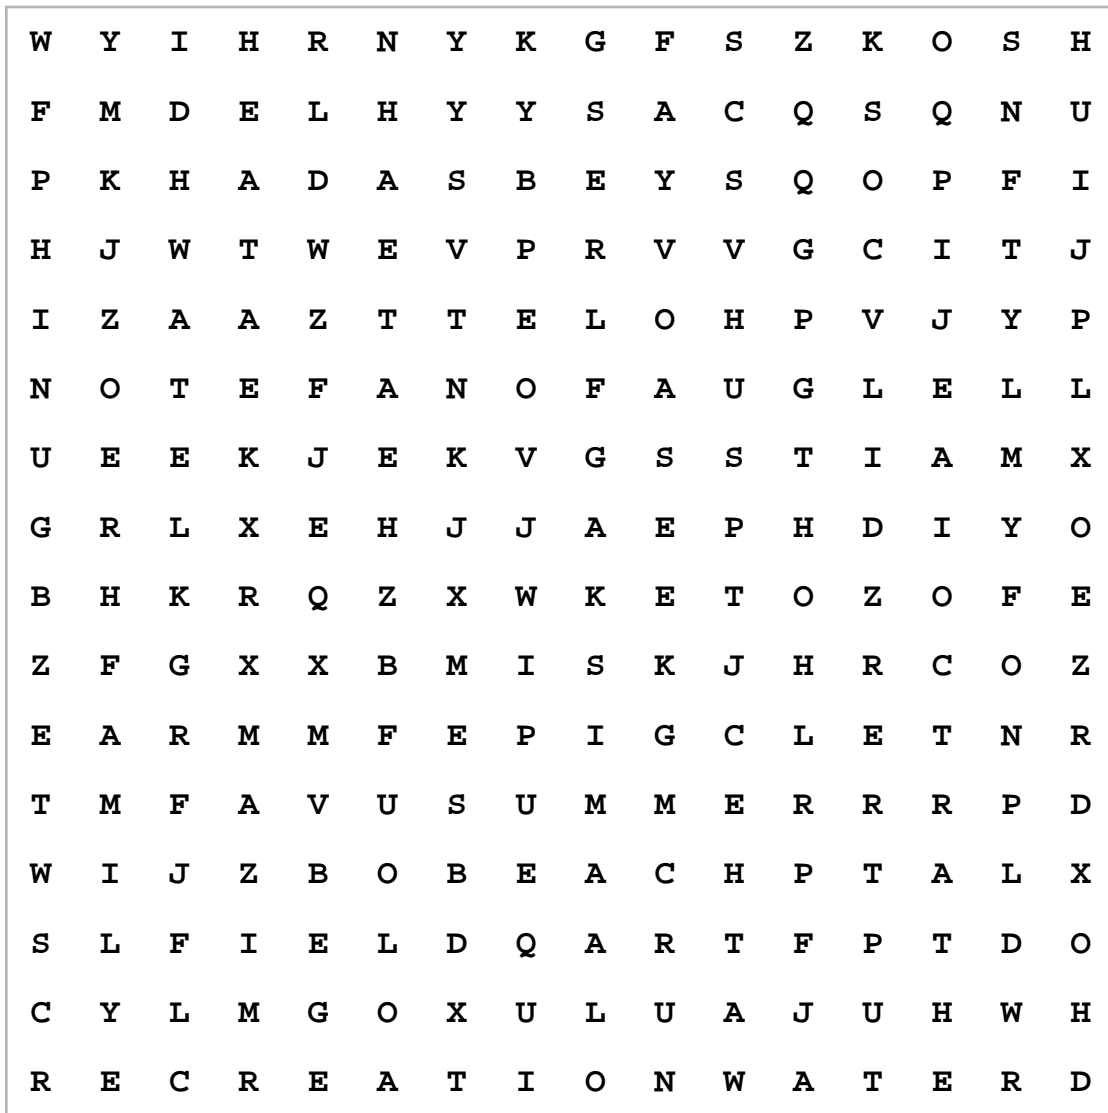 W Y I H R N Y K G F S Z K O S H
F M D E L H Y Y S A C Q S Q N U
P K H A D A S B E Y S Q O P F I
H J W T W E V P R V V G C I T J
I Z A A Z T T E L O H P V J Y P
N O T E F A N O F A U G L E L L
U E E K J E K V G S S T I A M X
G R L X E H J J A E P H D I Y O
B H K R Q Z X W K E T O Z O F E
Z F G X X B M I S K J H R C O Z
E A R M M F E P I G C L E T N R
T M F A V U S U M M E R R R P D
W I J Z B O B E A C H P T A L X
S L F I E L D Q A R T F P T D O
C Y L M G O X U L U A J U H W H
R E C R E A T I O N W A T E R D